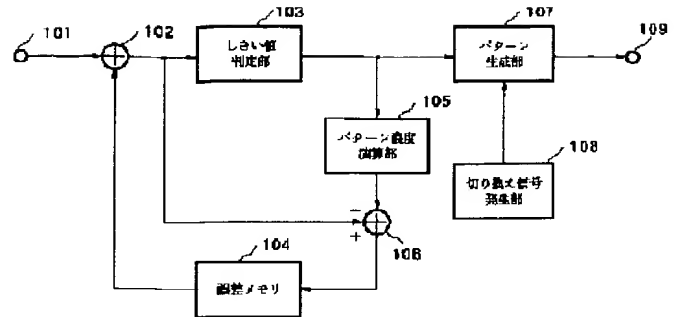 101
102
103
しきい値
判定部
107
パターン
生成部
109
105
パターン濃度
演算部
108
切り換え信号
発生部
−
+
106
104
誤差メモリ